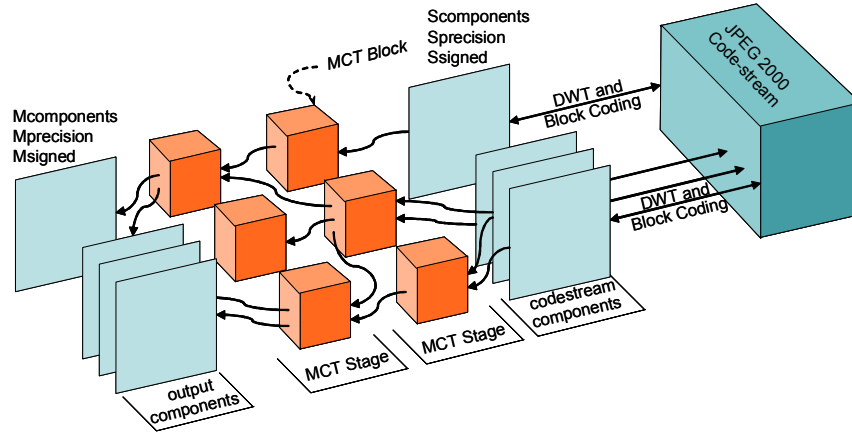 Scomponents
Sprecision
Ssigned
MCT Block
JPEG 2000
Code-stream
DWT and
Block Coding
Mcomponents
Mprecision
Msigned
DWT and
Block Coding
codestream
components
MCT Stage
MCT Stage
output
components